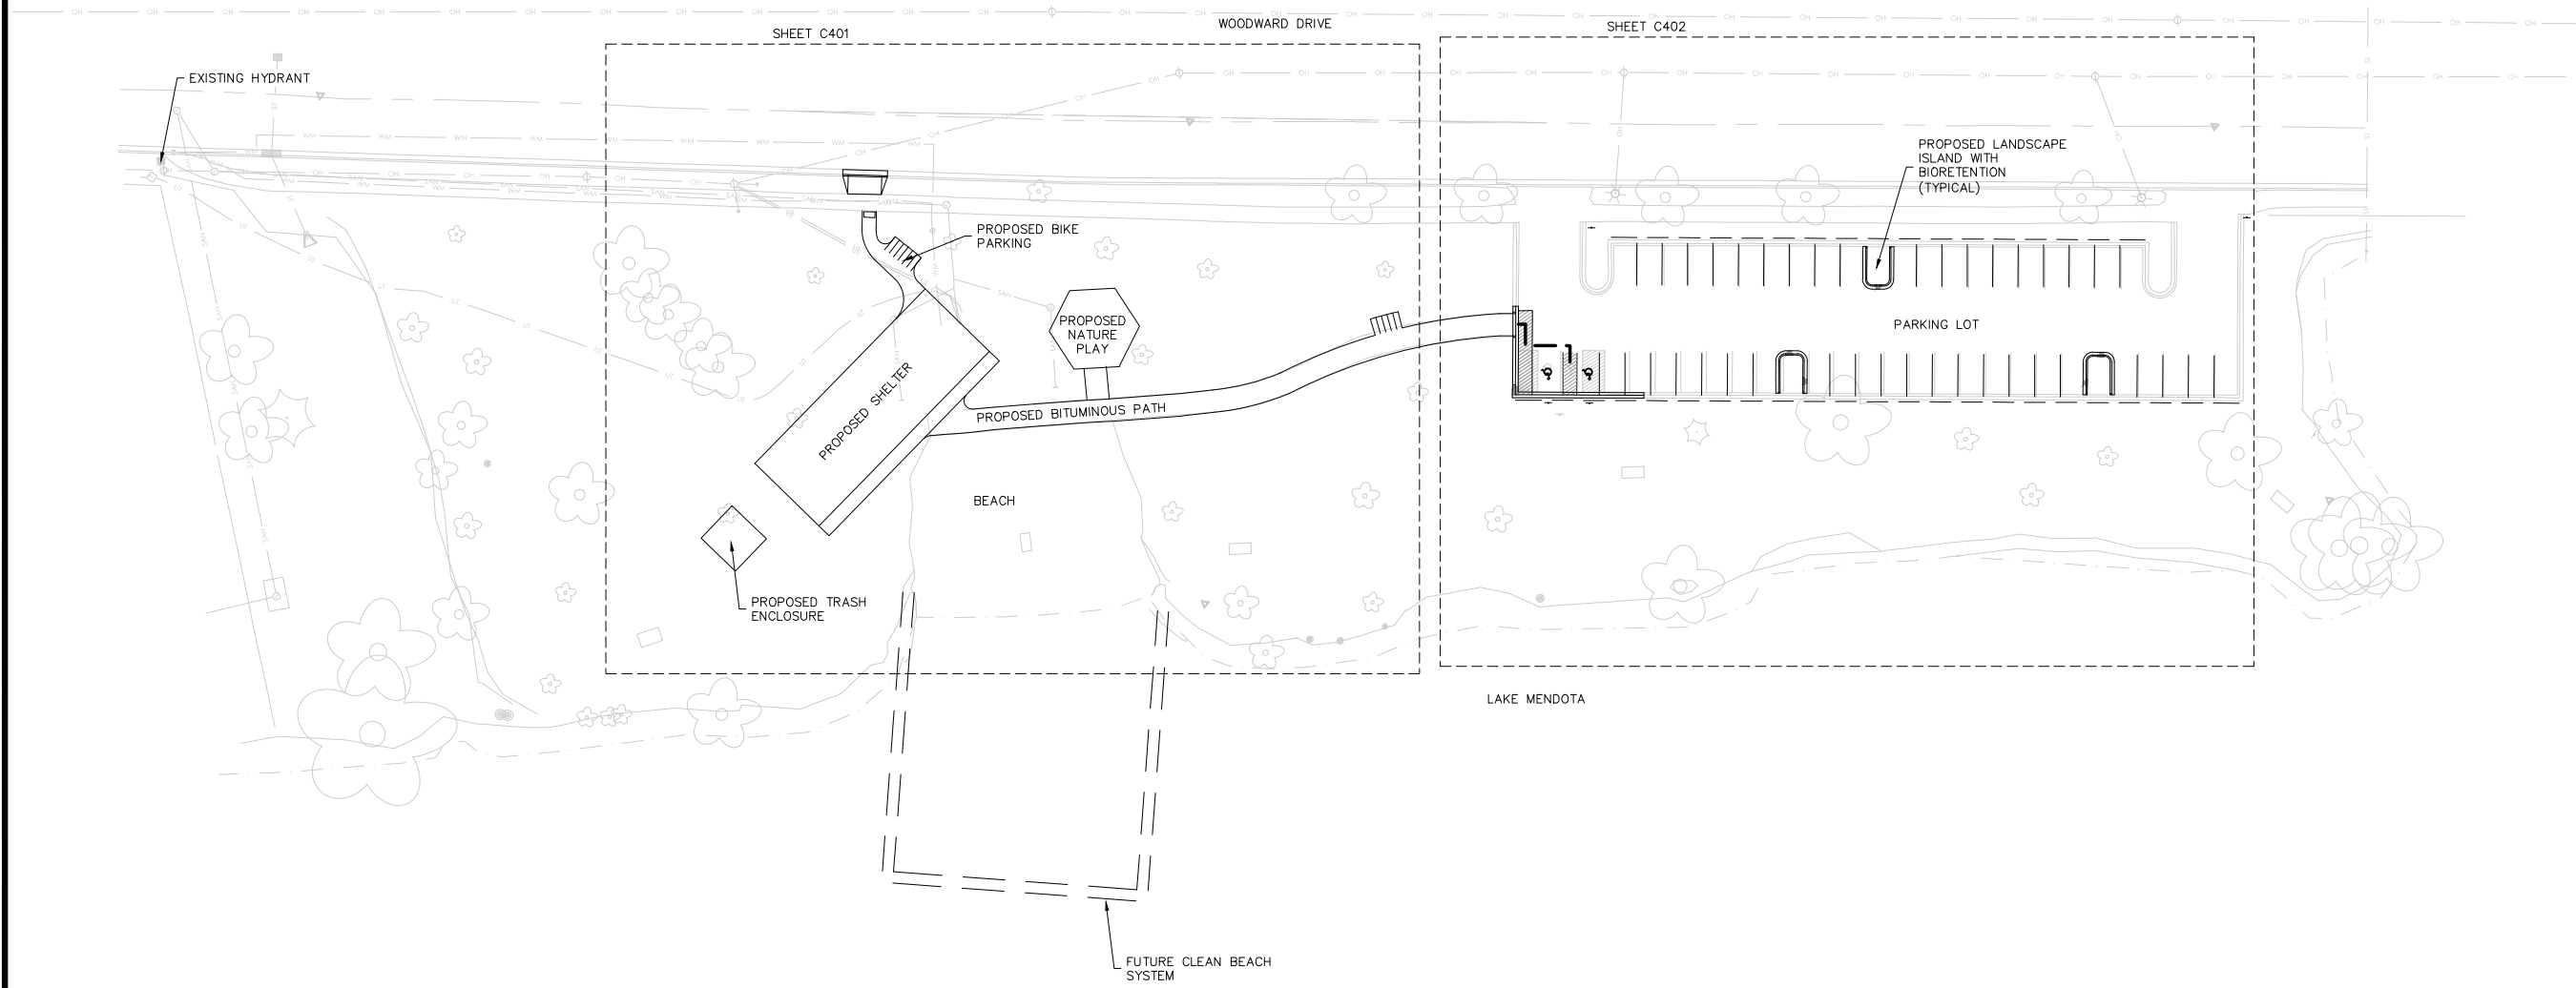 WOODWARD DRIVE
SHEET C401
SHEET C402
EXISTING HYDRANT
PROPOSED LANDSCAPE
ISLAND WITH
BIORETENTION
(TYPICAL)
PROPOSED BIKE
PARKING
PROPOSED
NATURE
PLAY
PARKING LOT
PROPOSED SHELTER
PROPOSED BITUMINOUS PATH
BEACH
PROPOSED TRASH
ENCLOSURE
LAKE MENDOTA
FUTURE CLEAN BEACH
SYSTEM